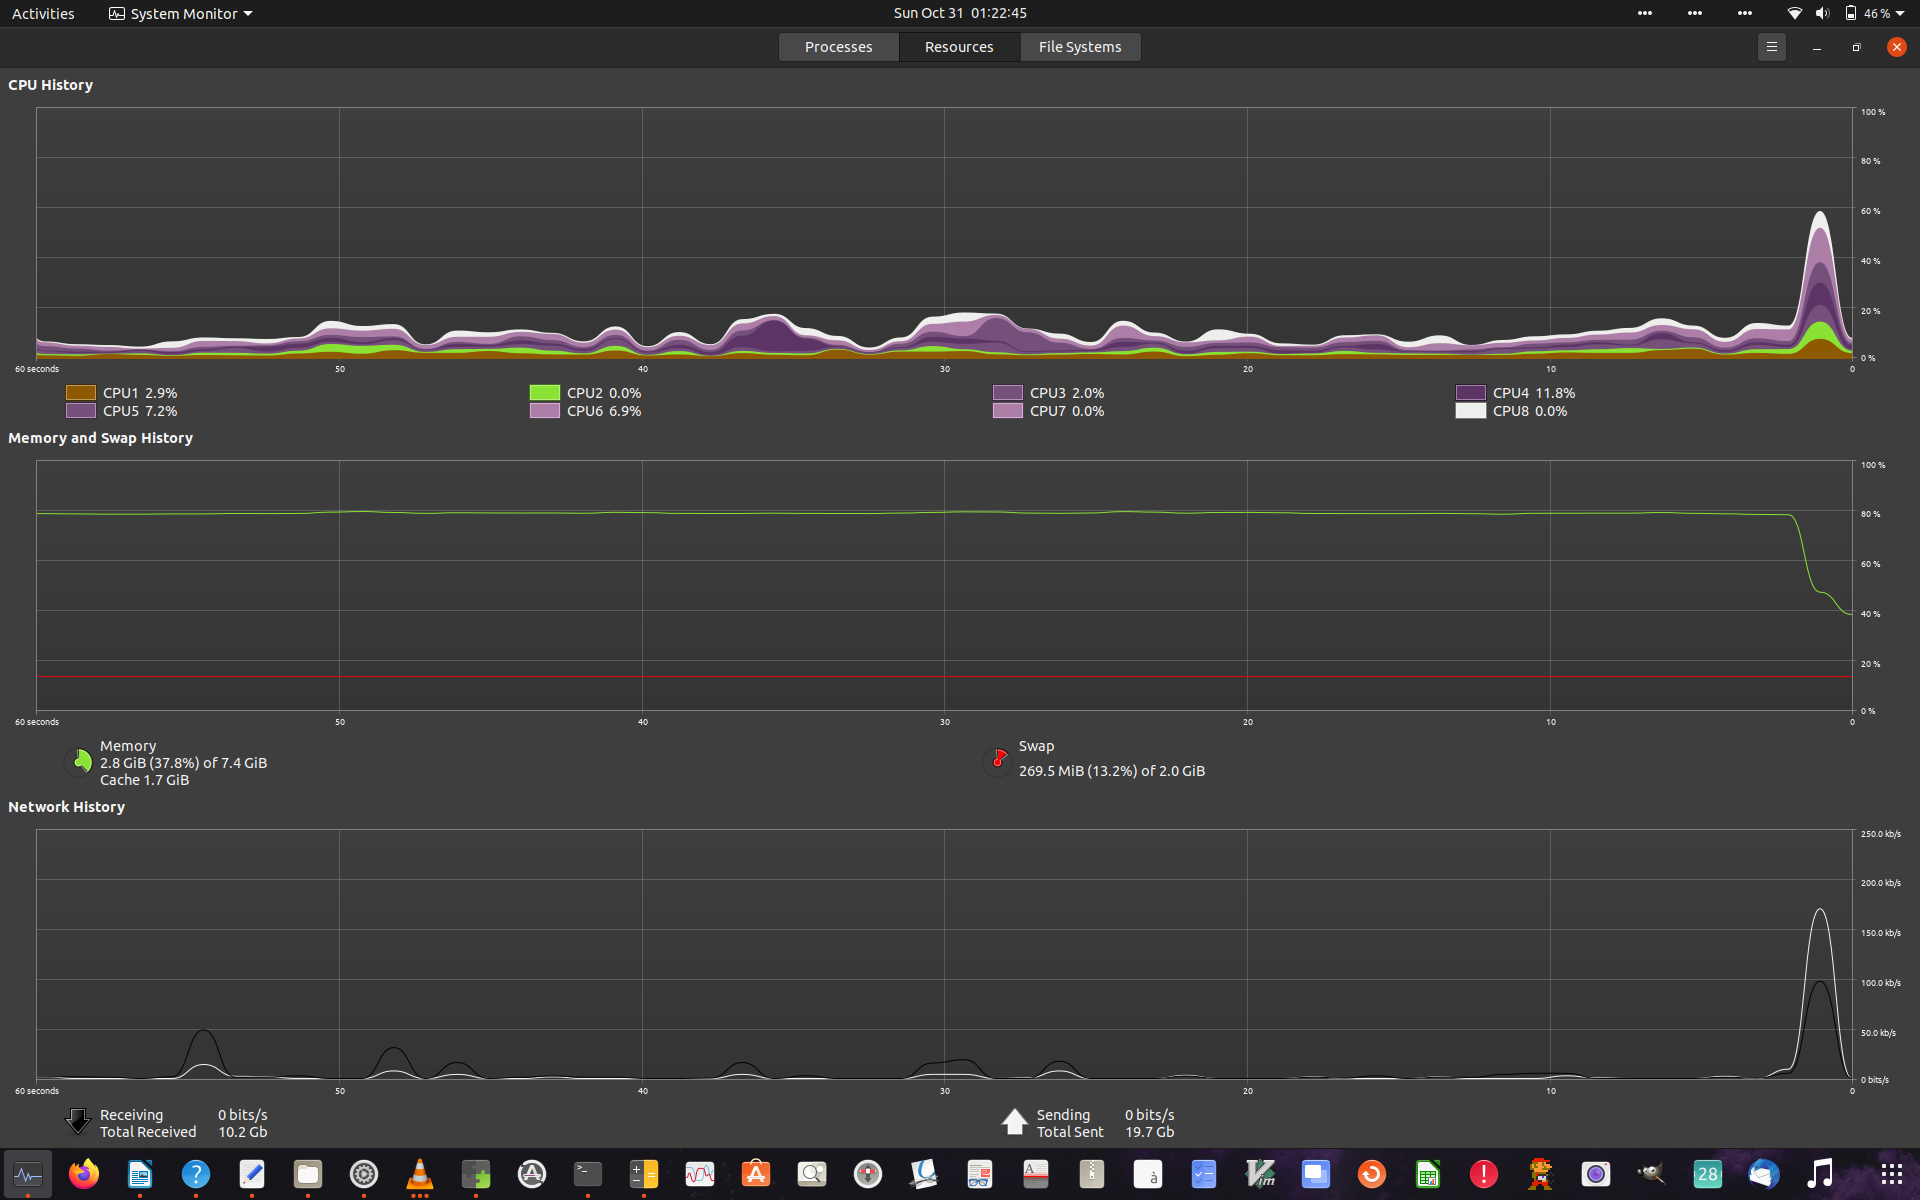 Activities System Monitor Sun Oct 31 01:22:45 46 %
Processes Resources File Systems
CPU History
100 %
80 %
60 %
40 %
20 %
0 %
60 seconds 50 40 30 20 10 0
CPU1 2.9% CPU2 0.0% CPU3 2.0% CPU4 11.8%
CPU5 7.2% CPU6 6.9% CPU7 0.0% CPU8 0.0%
Memory and Swap History
100 %
80 %
60 %
40 %
20 %
0 %
60 seconds 50 40 30 20 10 0
Memory
2.8 GiB (37.8%) of 7.4 GiB
Cache 1.7 GiB
Swap
269.5 MiB (13.2%) of 2.0 GiB
Network History
250.0 kb/s
200.0 kb/s
150.0 kb/s
100.0 kb/s
50.0 kb/s
0 bits/s
60 seconds 50 40 30 20 10 0
Receiving 0 bits/s
Total Received 10.2 Gb
Sending 0 bits/s
Total Sent 19.7 Gb
? >_ A à Vim ! 28